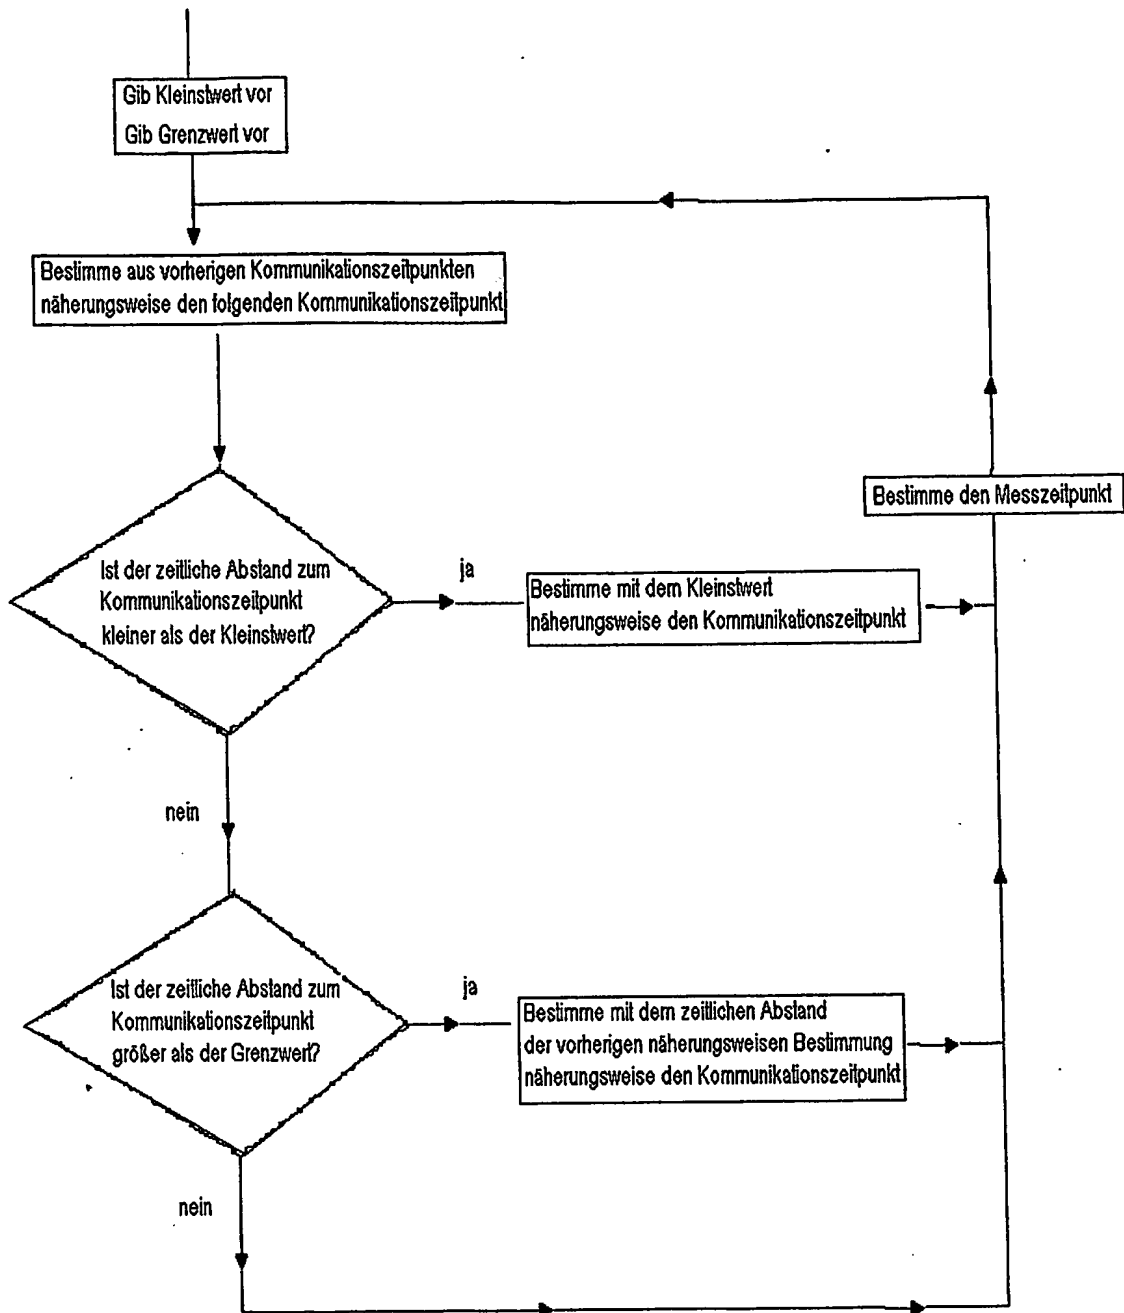 Gib Kleinstwert vor
Gib Grenzwert vor
Bestimme aus vorherigen Kommunikationszeitpunkten
näherungsweise den folgenden Kommunikationszeitpunkt
Bestimme den Messzeitpunkt
Ist der zeitliche Abstand zum
Kommunikationszeitpunkt
kleiner als der Kleinstwert?
ja
Bestimme mit dem Kleinstwert
näherungsweise den Kommunikationszeitpunkt
nein
Ist der zeitliche Abstand zum
Kommunikationszeitpunkt
größer als der Grenzwert?
ja
Bestimme mit dem zeitlichen Abstand
der vorherigen näherungsweisen Bestimmung
näherungsweise den Kommunikationszeitpunkt
nein